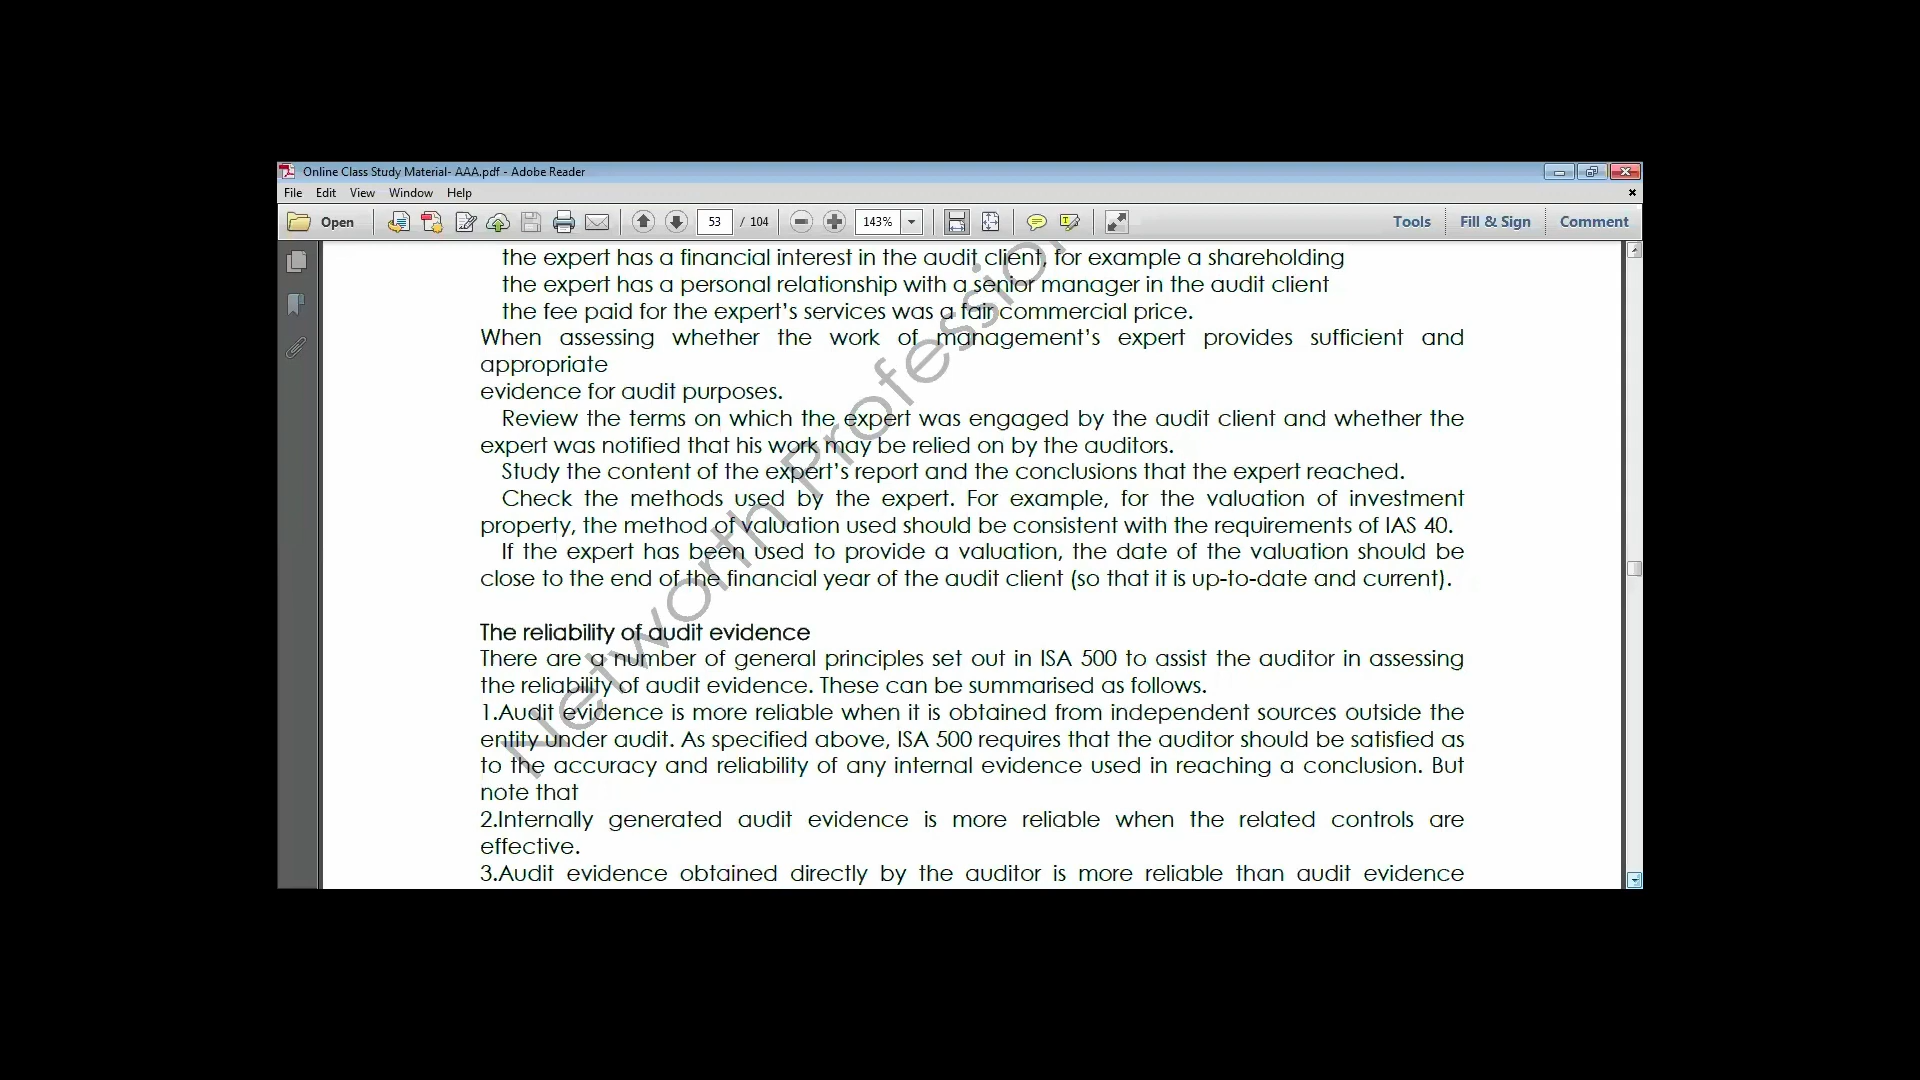 Online Class Study Material- AAA.pdf - Adobe Reader
File Edit View Window Help
Open 53 / 104 143% Tools Fill & Sign Comment
the expert has a financial interest in the audit client, for example a shareholding
the expert has a personal relationship with a senior manager in the audit client
the fee paid for the expert's services was a fair commercial price.
When assessing whether the work of management's expert provides sufficient and
appropriate
evidence for audit purposes.
Review the terms on which the expert was engaged by the audit client and whether the
expert was notified that his work may be relied on by the auditors.
Study the content of the expert's report and the conclusions that the expert reached.
Check the methods used by the expert. For example, for the valuation of investment
property, the method of valuation used should be consistent with the requirements of IAS 40.
If the expert has been used to provide a valuation, the date of the valuation should be
close to the end of the financial year of the audit client (so that it is up-to-date and current).
The reliability of audit evidence
There are a number of general principles set out in ISA 500 to assist the auditor in assessing
the reliability of audit evidence. These can be summarised as follows.
1.Audit evidence is more reliable when it is obtained from independent sources outside the
entity under audit. As specified above, ISA 500 requires that the auditor should be satisfied as
to the accuracy and reliability of any internal evidence used in reaching a conclusion. But
note that
2.Internally generated audit evidence is more reliable when the related controls are
effective.
3.Audit evidence obtained directly by the auditor is more reliable than audit evidence
Networth Profession